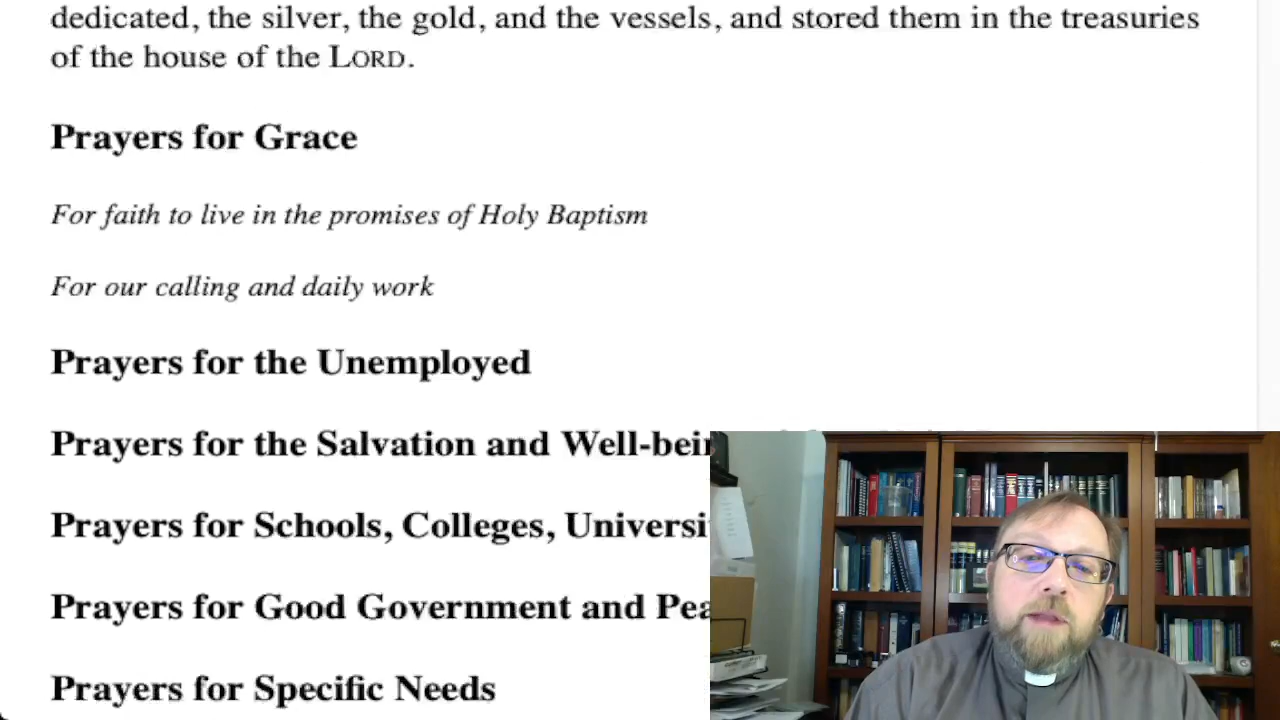 dedicated, the silver, the gold, and the vessels, and stored them in the treasuries
of the house of the LORD.
Prayers for Grace
For faith to live in the promises of Holy Baptism
For our calling and daily work
Prayers for the Unemployed
Prayers for the Salvation and Well-bei
Prayers for Schools, Colleges, Universi
Prayers for Good Government and Pea
Prayers for Specific Needs